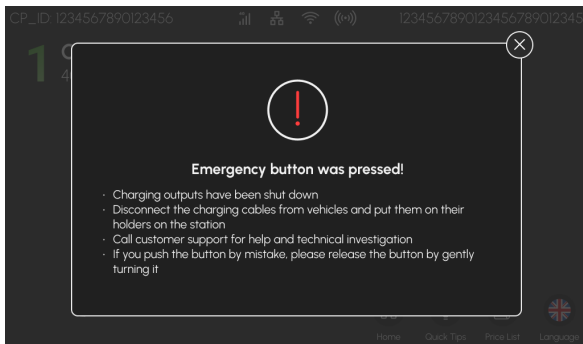 CP_ID: 1234567890123456
123456789012345678901234
1
Emergency button was pressed!
· Charging outputs have been shut down
· Disconnect the charging cables from vehicles and put them on their
holders on the station
· Call customer support for help and technical investigation
· If you push the button by mistake, please release the button by gently
turning it
Home Quick Tips Price List Language